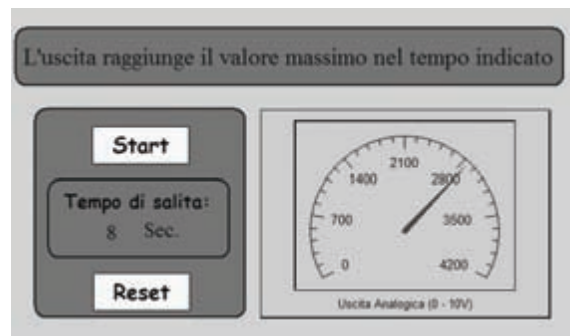 L'uscita raggiunge il valore massimo nel tempo indicato
Start
Tempo di salita:
8 Sec.
Reset
0
700
1400
2100
2800
3500
4200
Uscita Analogica (0 - 10V)